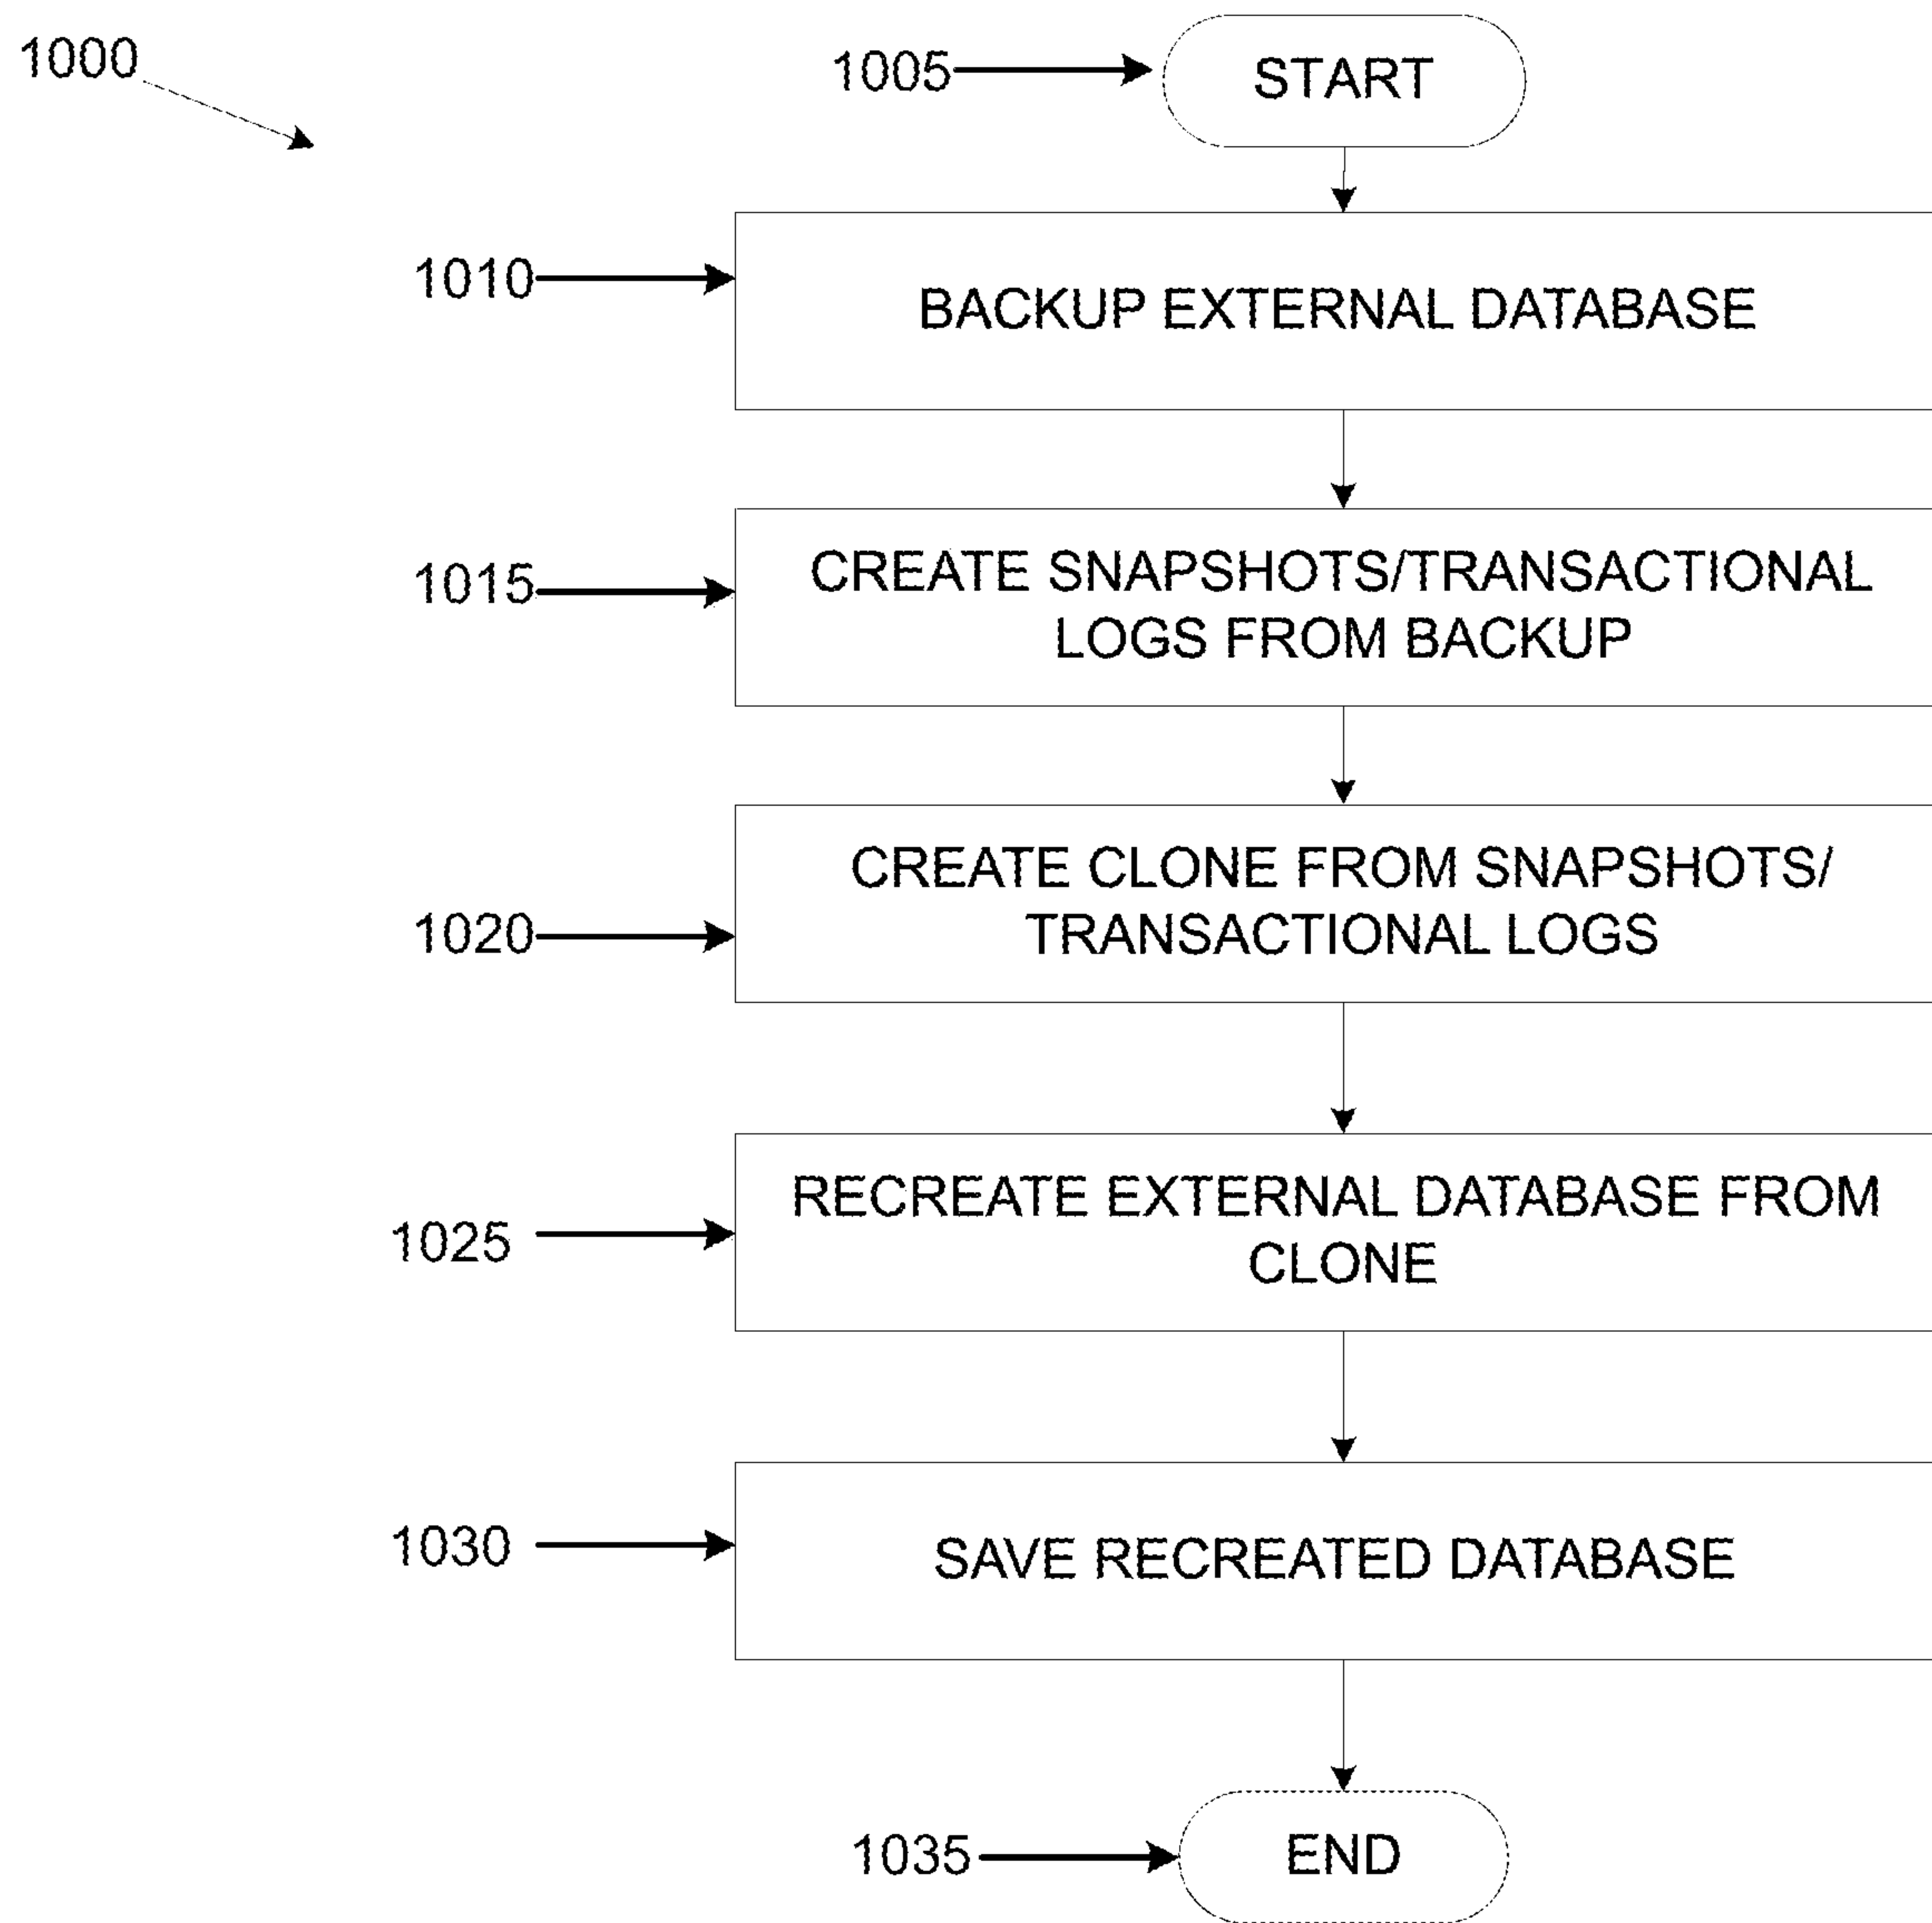 1000
1005
START
1010
BACKUP EXTERNAL DATABASE
1015
CREATE SNAPSHOTS/TRANSACTIONAL
LOGS FROM BACKUP
1020
CREATE CLONE FROM SNAPSHOTS/
TRANSACTIONAL LOGS
1025
RECREATE EXTERNAL DATABASE FROM
CLONE
1030
SAVE RECREATED DATABASE
1035
END